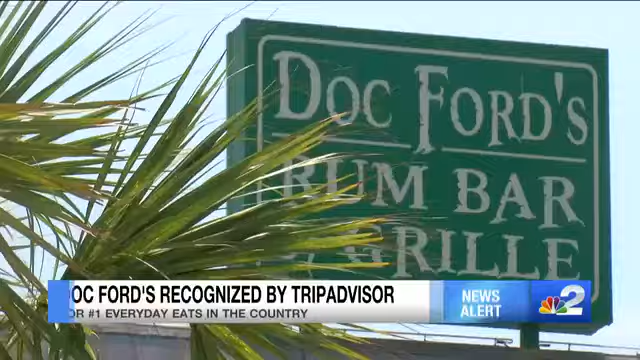 DOC FORD'S
RUM BAR
GRILLE
OC FORD'S RECOGNIZED BY TRIPADVISOR
OR #1 EVERYDAY EATS IN THE COUNTRY
NEWS
ALERT
2